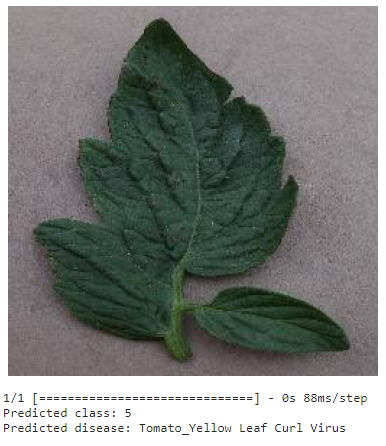 1/1 [==============================] - 0s 88ms/step
Predicted class: 5
Predicted disease: Tomato_Yellow Leaf Curl Virus